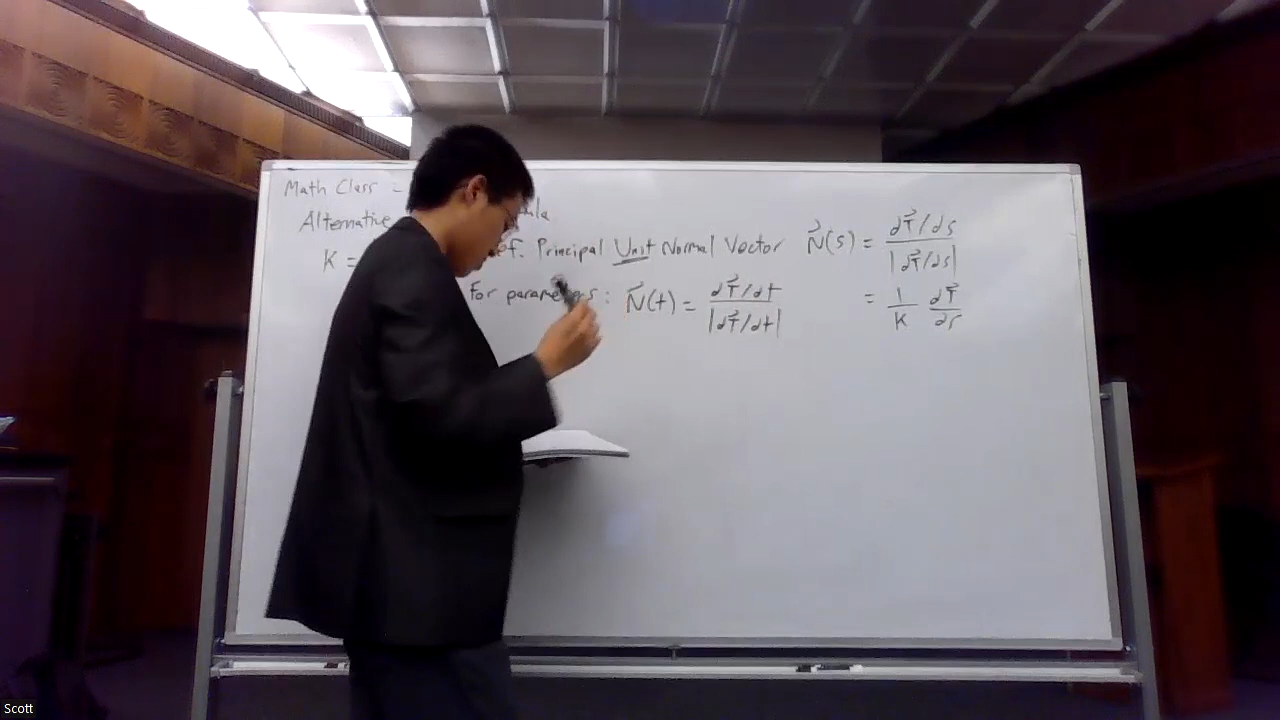 Math Class -
Alternative
K =
Principal Unit Normal Vector N⃗(s) = dT⃗/ds / |dT⃗/ds|
For parameters: N⃗(t) = dT⃗/dt / |dT⃗/dt|
= 1/K dT⃗/ds
Scott